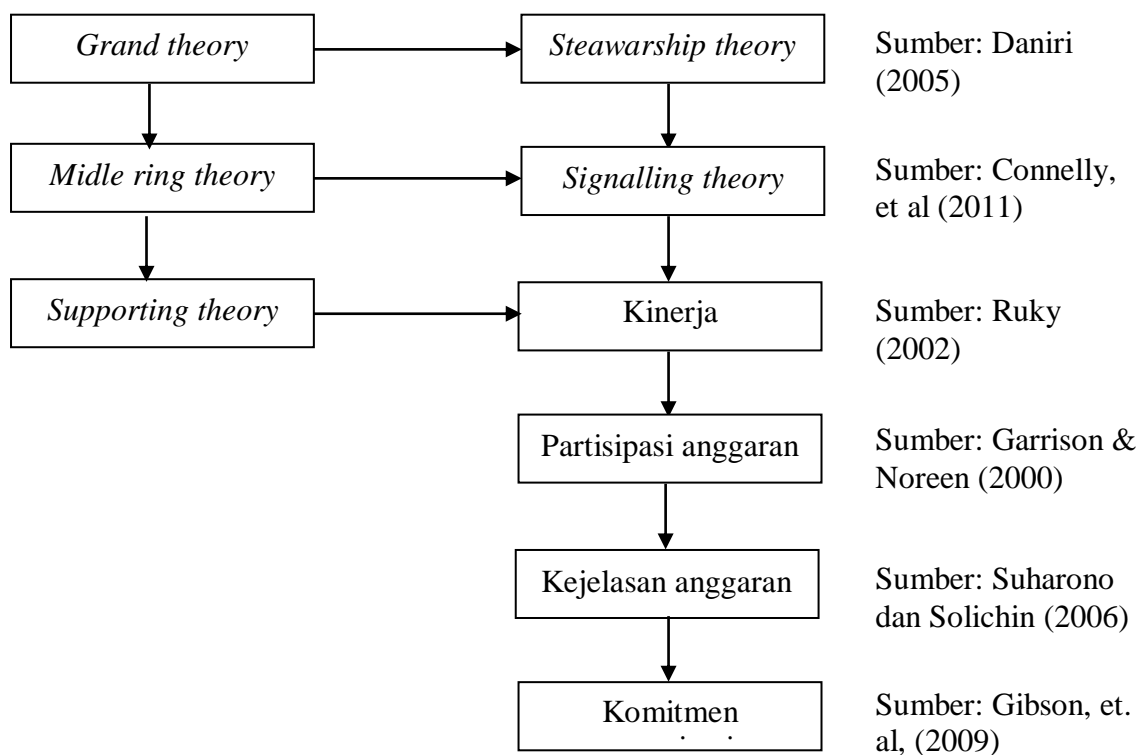 Grand theory
Steawarship theory
Sumber: Daniri
(2005)
Midle ring theory
Signalling theory
Sumber: Connelly,
et al (2011)
Supporting theory
Kinerja
Sumber: Ruky
(2002)
Partisipasi anggaran
Sumber: Garrison &
Noreen (2000)
Kejelasan anggaran
Sumber: Suharono
dan Solichin (2006)
Komitmen
Sumber: Gibson, et.
al, (2009)